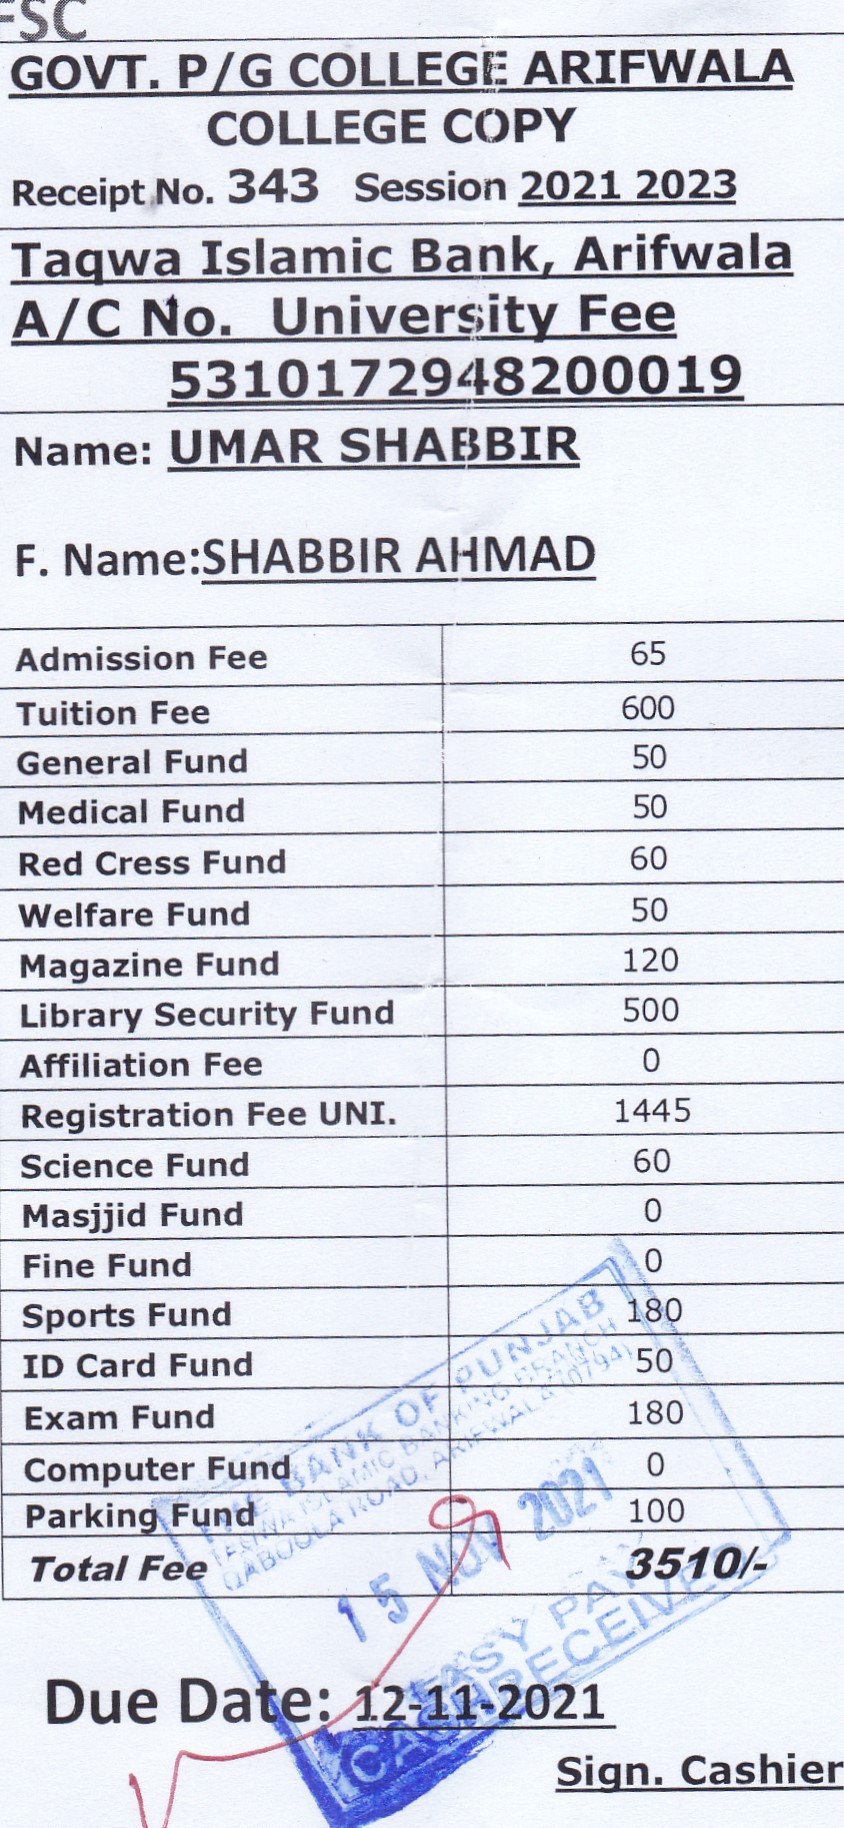 FSC
GOVT. P/G COLLEGE ARIFWALA
COLLEGE COPY
Receipt No. 343 Session 2021 2023
Taqwa Islamic Bank, Arifwala
A/C No. University Fee
5310172948200019
Name: UMAR SHABBIR
F. Name:SHABBIR AHMAD
Admission Fee 65
Tuition Fee 600
General Fund 50
Medical Fund 50
Red Cress Fund 60
Welfare Fund 50
Magazine Fund 120
Library Security Fund 500
Affiliation Fee 0
Registration Fee UNI. 1445
Science Fund 60
Masjjid Fund 0
Fine Fund 0
Sports Fund 180
ID Card Fund 50
Exam Fund 180
Computer Fund 0
Parking Fund 100
Total Fee 3510/-
THE BANK OF PUNJAB
TAQWA ISLAMIC BANKING BRANCH
QABOOLA ROAD, ARIFWALA (0794)
15 NOV 2021
EASY PAY
CASH RECEIVED
Due Date: 12-11-2021
Sign. Cashier